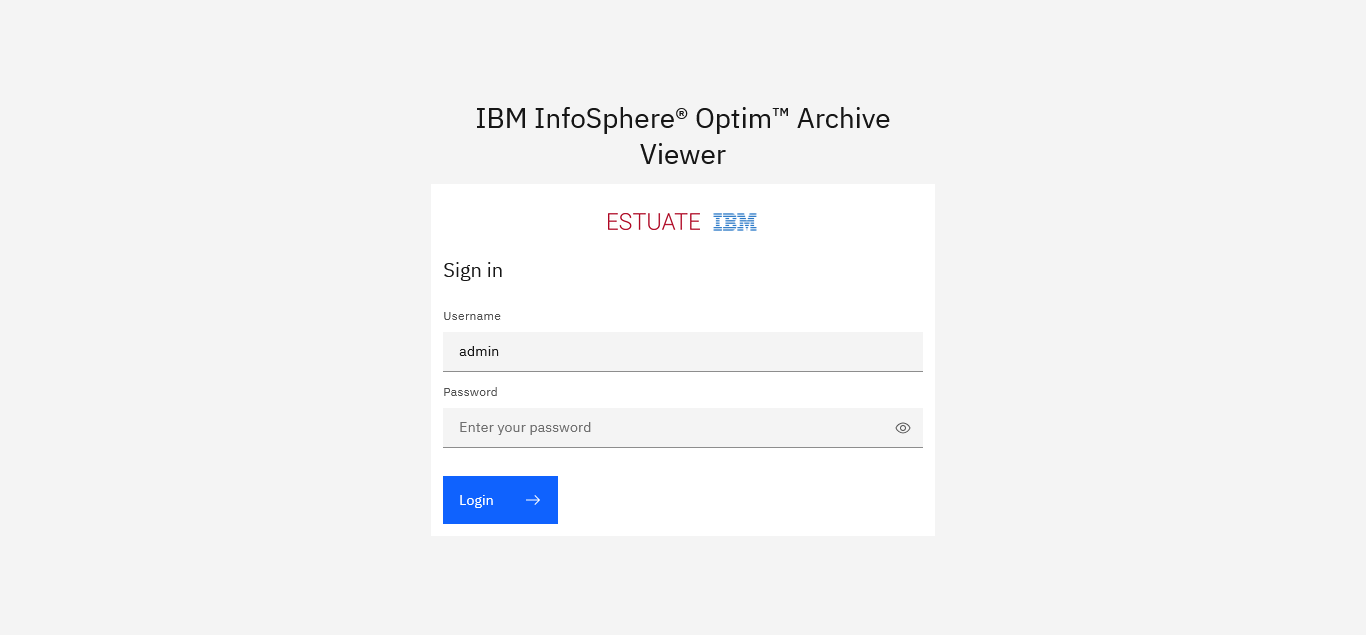 IBM InfoSphere® Optim™ Archive
Viewer
ESTUATE IBM
Sign in
Username
admin
Password
Enter your password
Login